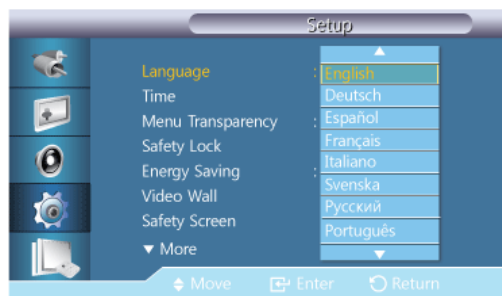 Setup
Language : English
Time Deutsch
Menu Transparency : Español
Safety Lock Français
Energy Saving : Italiano
Svenska
Video Wall Русский
Safety Screen Português
▼ More
Move Enter Return